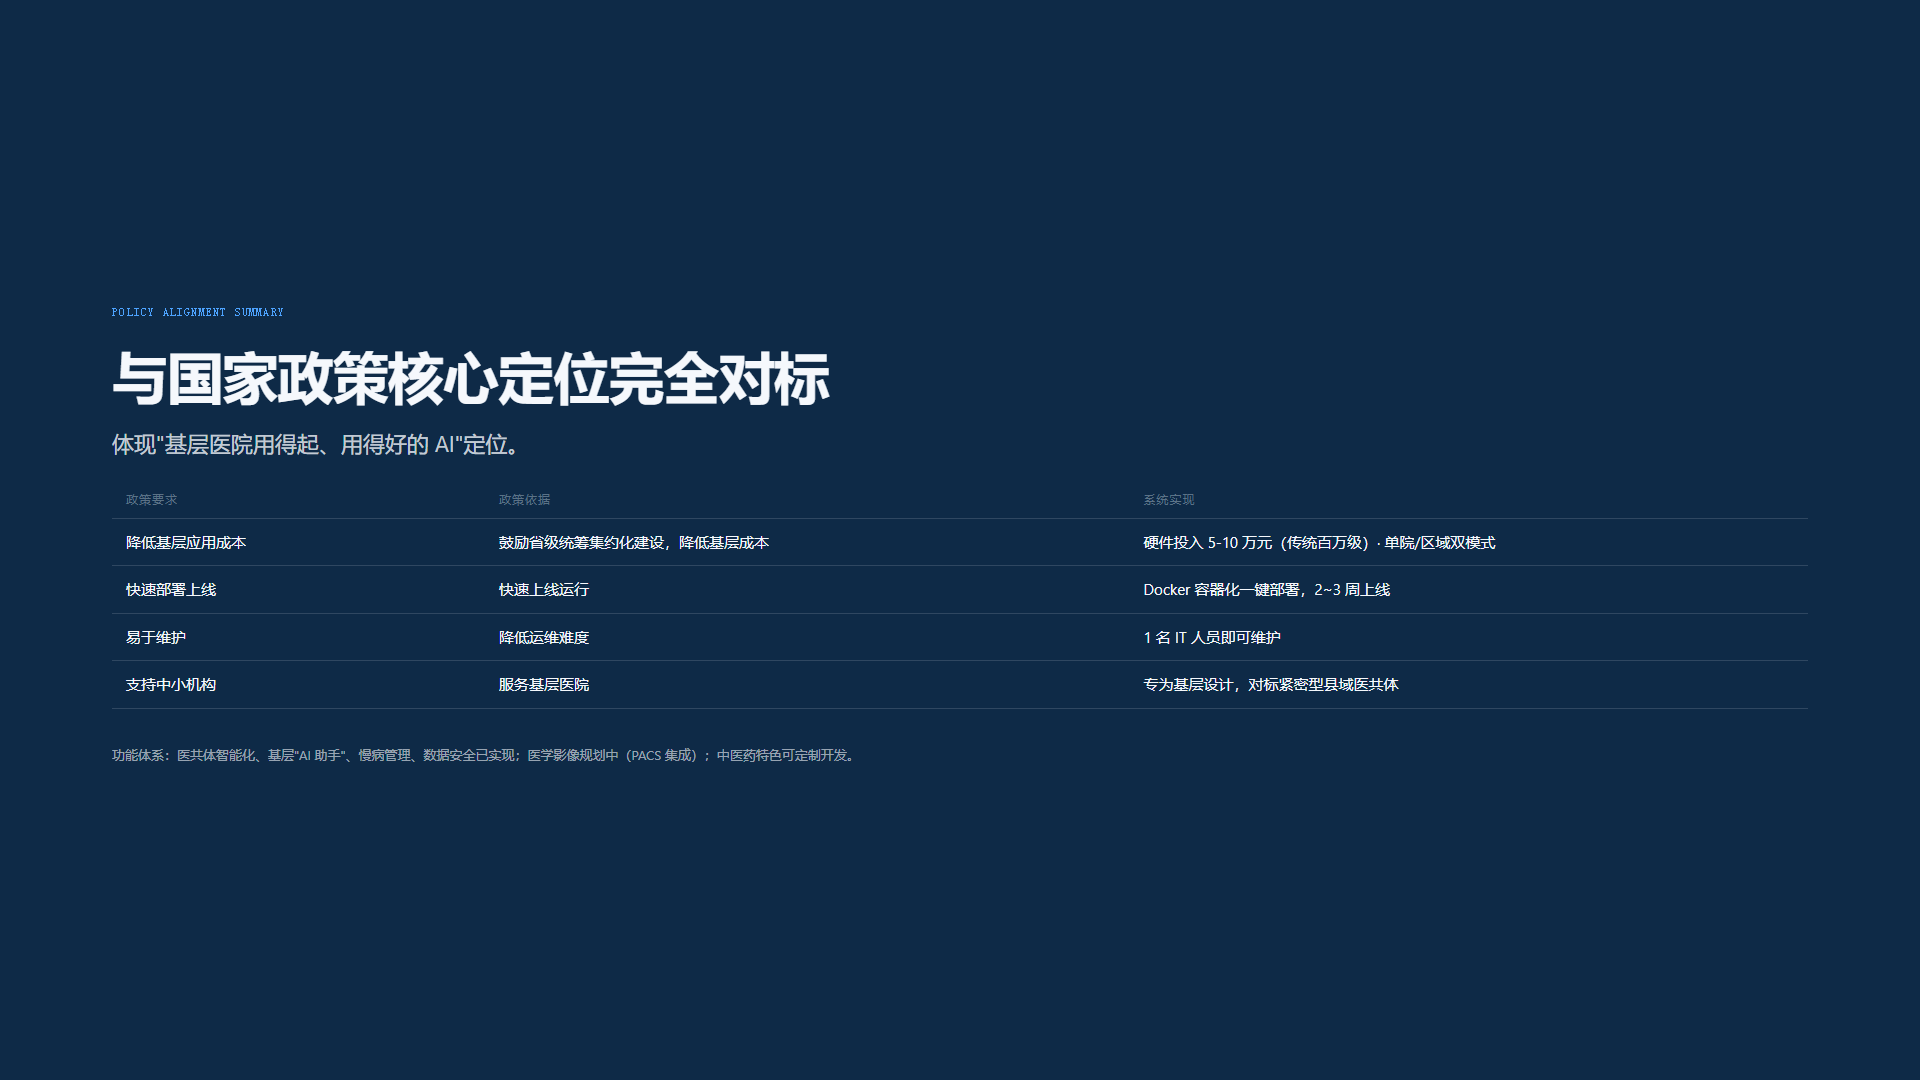 POLICY ALIGNMENT SUMMARY
与国家政策核心定位完全对标
体现"基层医院用得起、用得好的 AI"定位。
政策要求 政策依据 系统实现
降低基层应用成本 鼓励省级统筹集约化建设，降低基层成本 硬件投入 5-10 万元（传统百万级）· 单院/区域双模式
快速部署上线 快速上线运行 Docker 容器化一键部署，2~3 周上线
易于维护 降低运维难度 1 名 IT 人员即可维护
支持中小机构 服务基层医院 专为基层设计，对标紧密型县域医共体
功能体系：医共体智能化、基层"AI 助手"、慢病管理、数据安全已实现；医学影像规划中（PACS 集成）；中医药特色可定制开发。